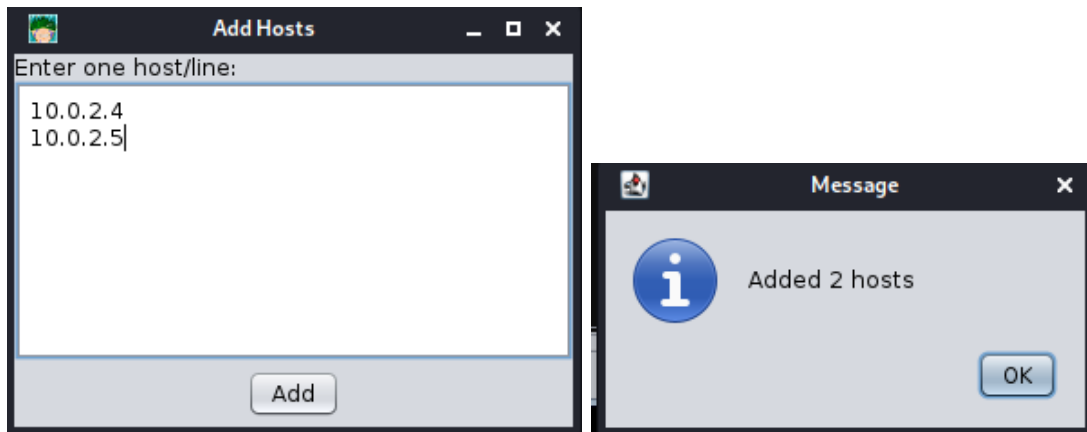 Add Hosts
Enter one host/line:
10.0.2.4
10.0.2.5
Add
Message
Added 2 hosts
OK